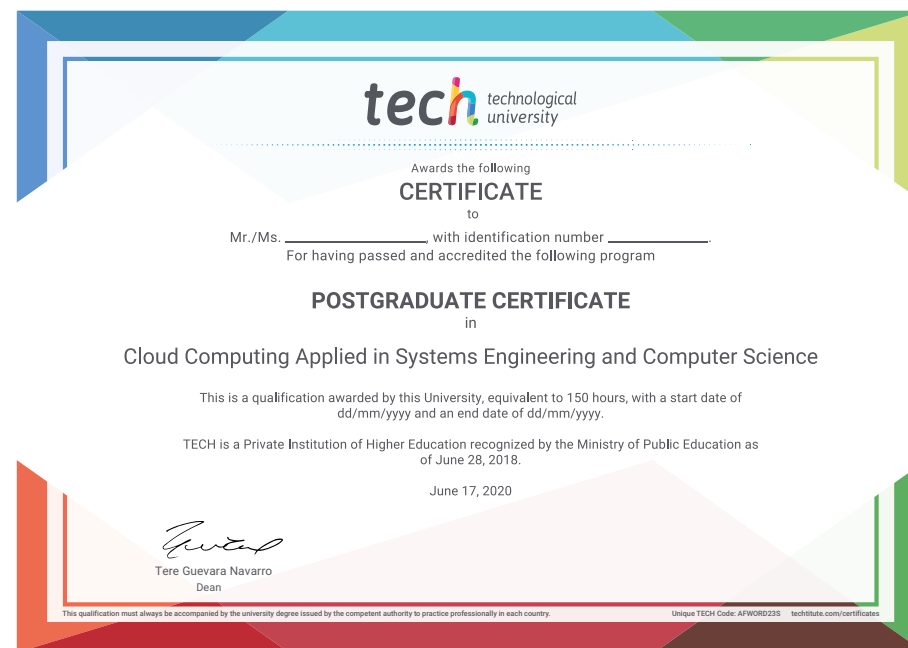 tech technological
university
Awards the following
CERTIFICATE
to
Mr./Ms. ____________, with identification number ____________.
For having passed and accredited the following program
POSTGRADUATE CERTIFICATE
in
Cloud Computing Applied in Systems Engineering and Computer Science
This is a qualification awarded by this University, equivalent to 150 hours, with a start date of
dd/mm/yyyy and an end date of dd/mm/yyyy.
TECH is a Private Institution of Higher Education recognized by the Ministry of Public Education as
of June 28, 2018.
June 17, 2020
Tere Guevara Navarro
Dean
This qualification must always be accompanied by the university degree issued by the competent authority to practice professionally in each country. Unique TECH Code: AFWORD23S techtitute.com/certificates